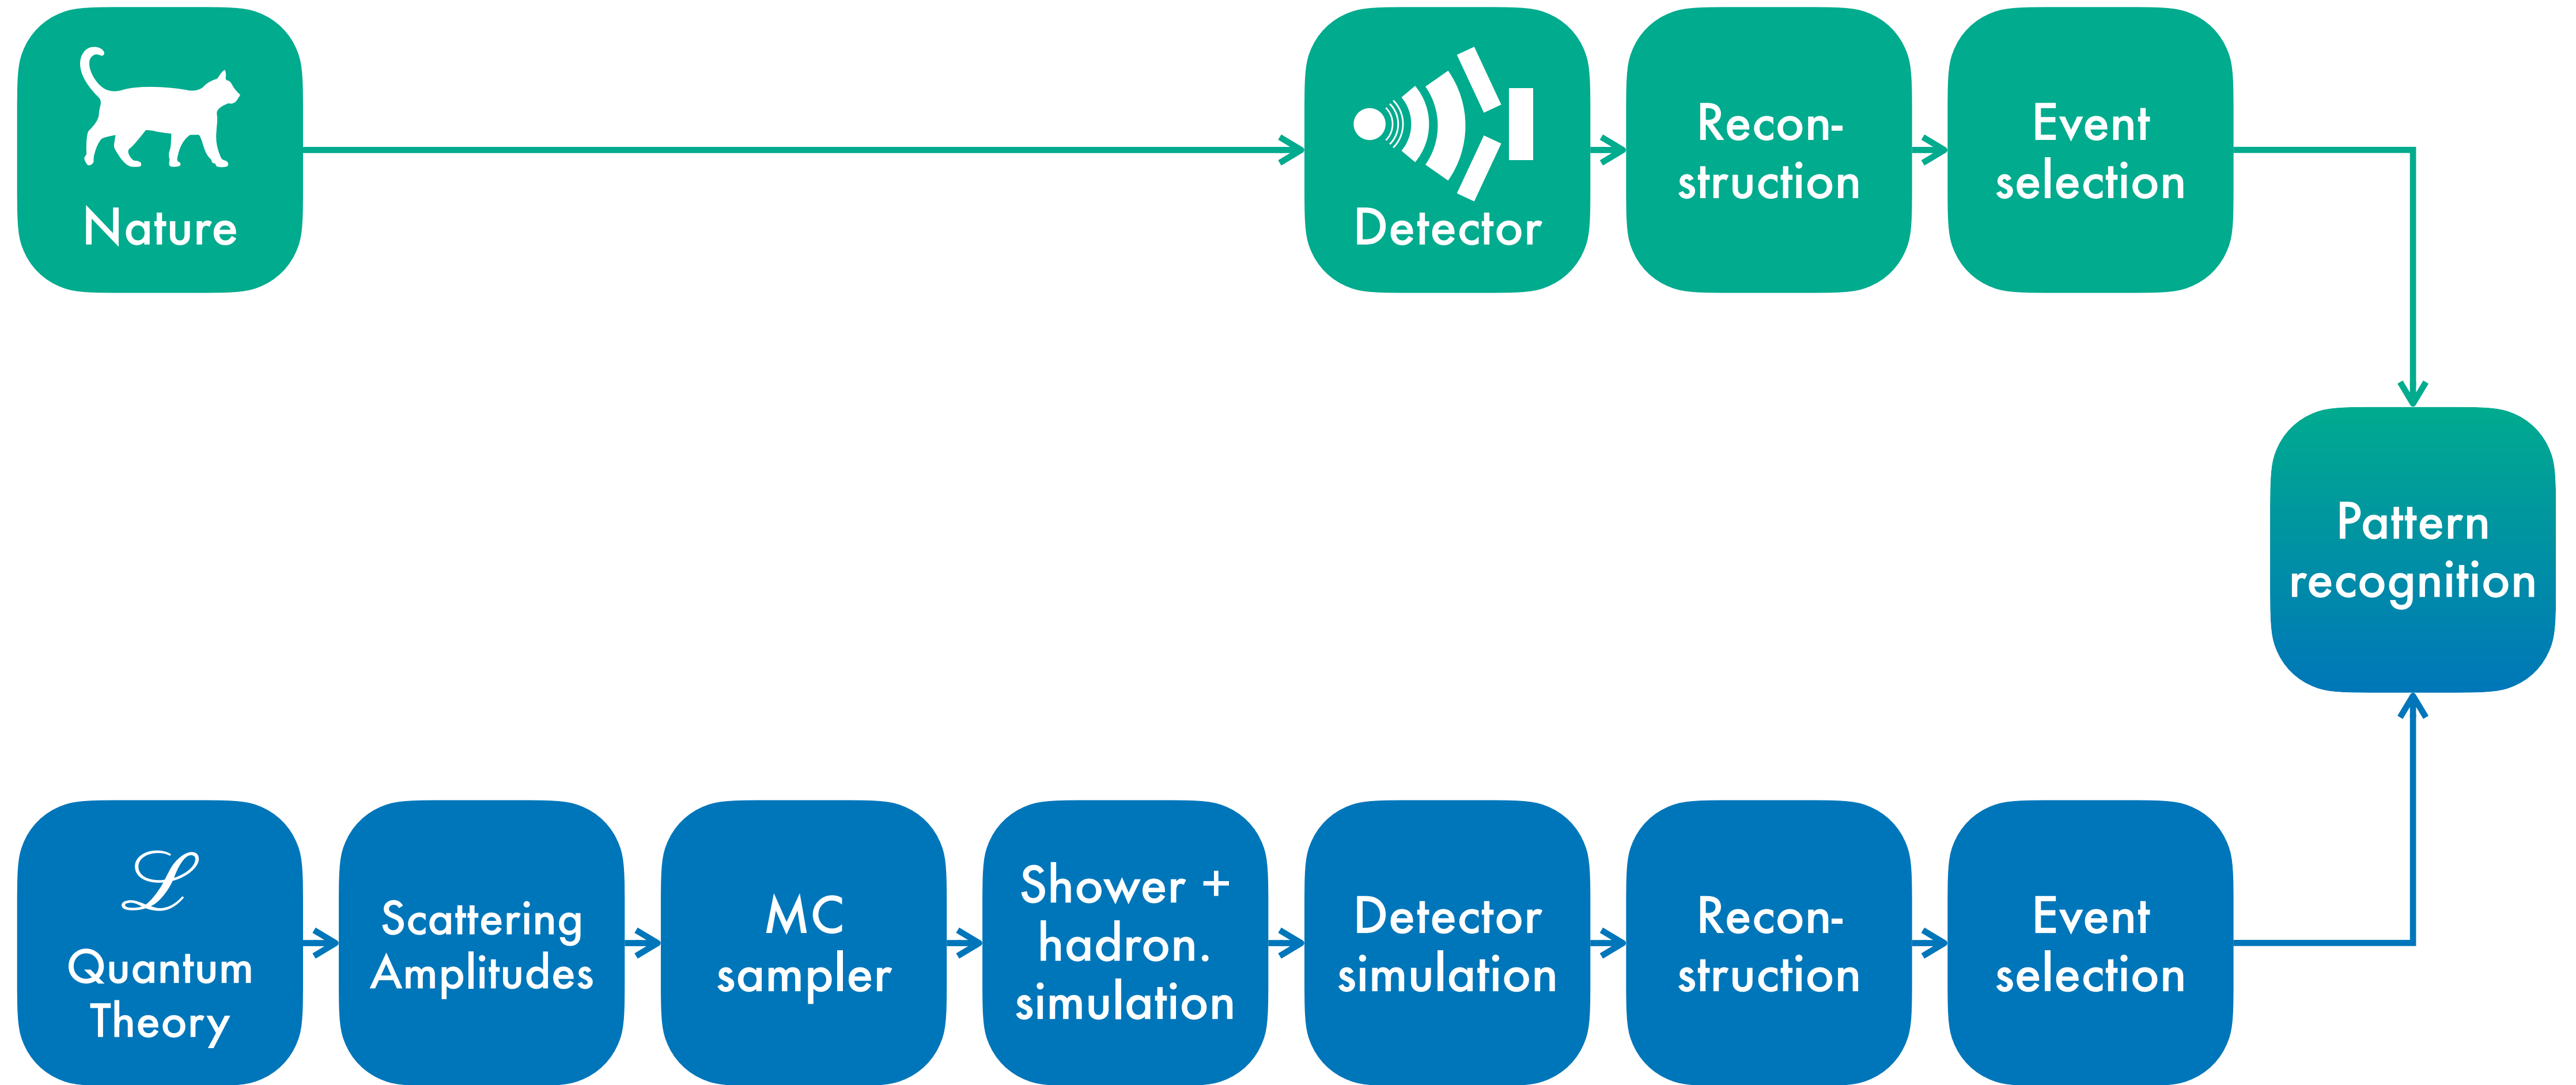 Nature
Detector
Recon-
struction
Event
selection
Pattern
recognition
ℒ
Quantum
Theory
Scattering
Amplitudes
MC
sampler
Shower +
hadron.
simulation
Detector
simulation
Recon-
struction
Event
selection